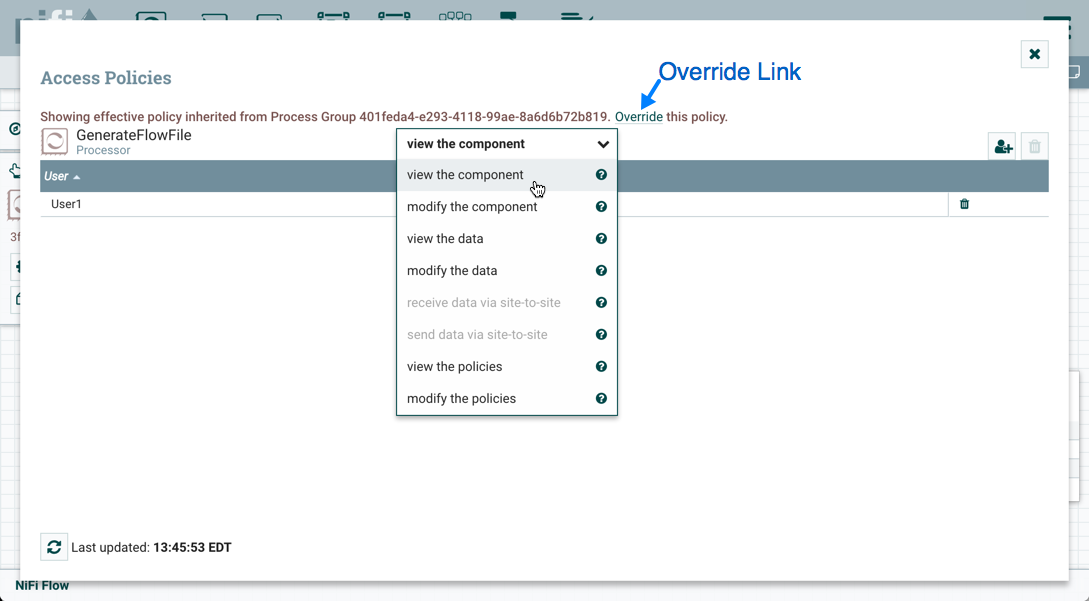 Override Link
Access Policies
Showing effective policy inherited from Process Group 401feda4-e293-4118-99ae-8a6d6b72b819. Override this policy.
GenerateFlowFile
Processor
view the component
User
view the component
User1
modify the component
view the data
modify the data
receive data via site-to-site
send data via site-to-site
view the policies
modify the policies
Last updated: 13:45:53 EDT
NiFi Flow